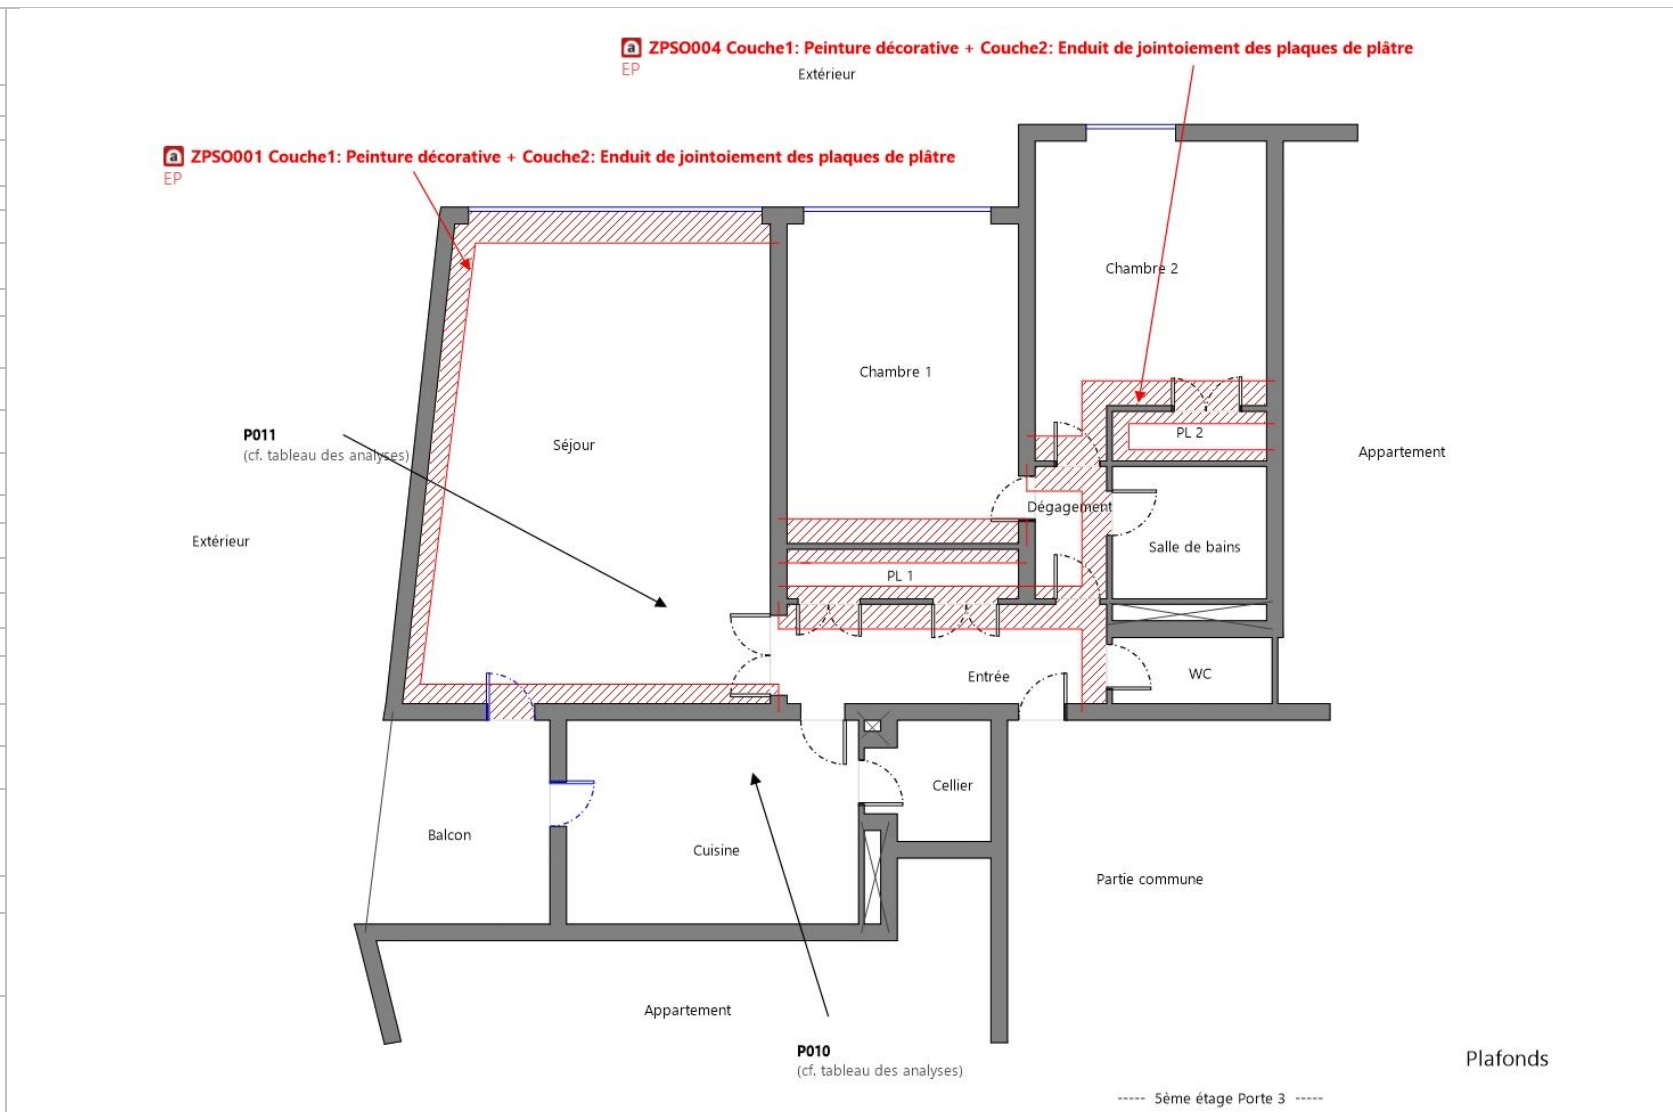 a ZPSO004 Couche1: Peinture décorative + Couche2: Enduit de jointoiement des plaques de plâtre
EP
Extérieur
a ZPSO001 Couche1: Peinture décorative + Couche2: Enduit de jointoiement des plaques de plâtre
EP
Chambre 2
Chambre 1
PL 2
P011
(cf. tableau des analyses)
Séjour
Appartement
Dégagement
Extérieur
Salle de bains
PL 1
Entrée
WC
Cellier
Balcon
Cuisine
Partie commune
Appartement
P010
(cf. tableau des analyses)
Plafonds
----- 5ème étage Porte 3 -----